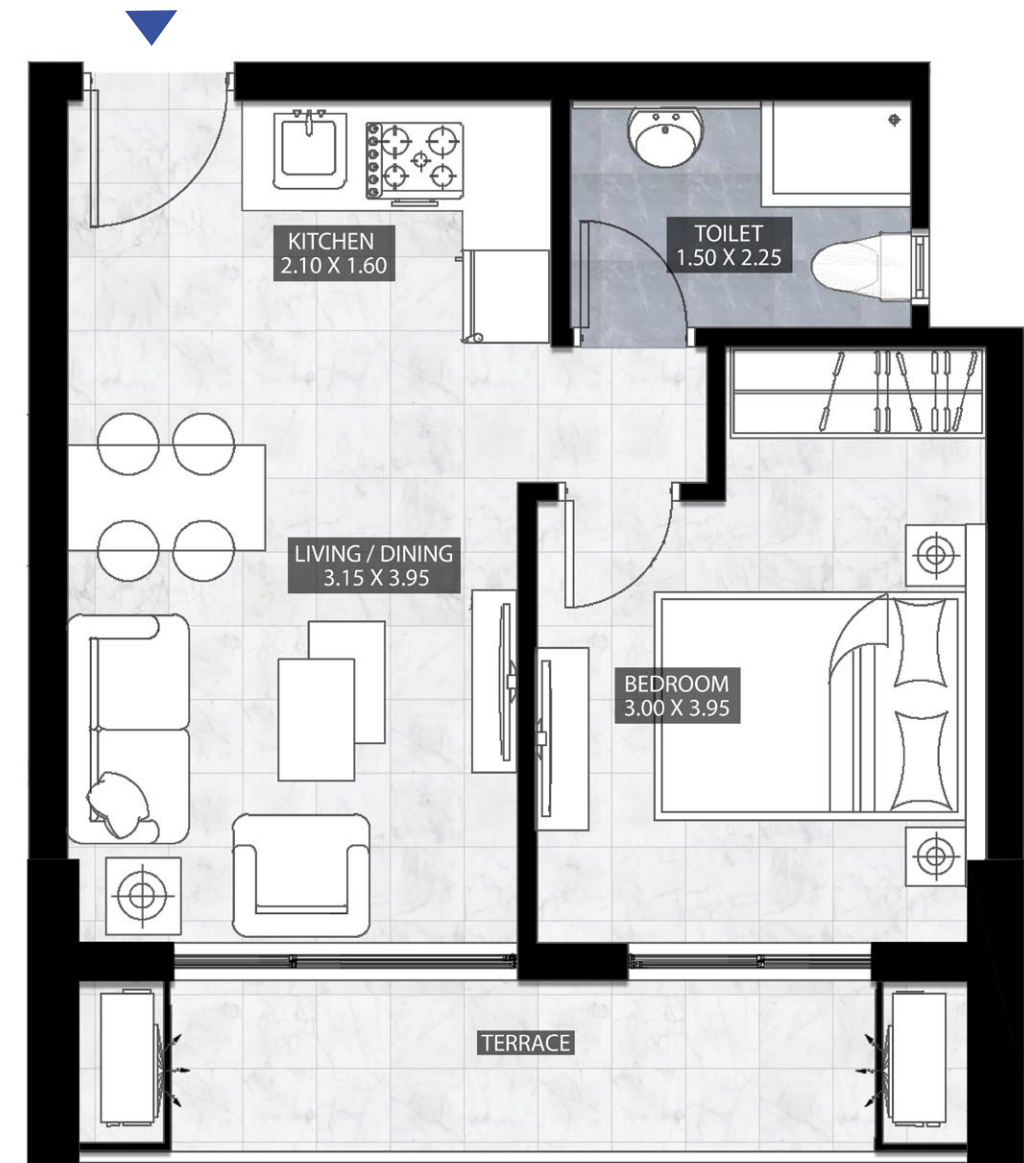 KITCHEN
2.10 X 1.60
TOILET
1.50 X 2.25
LIVING / DINING
3.15 X 3.95
BEDROOM
3.00 X 3.95
TERRACE